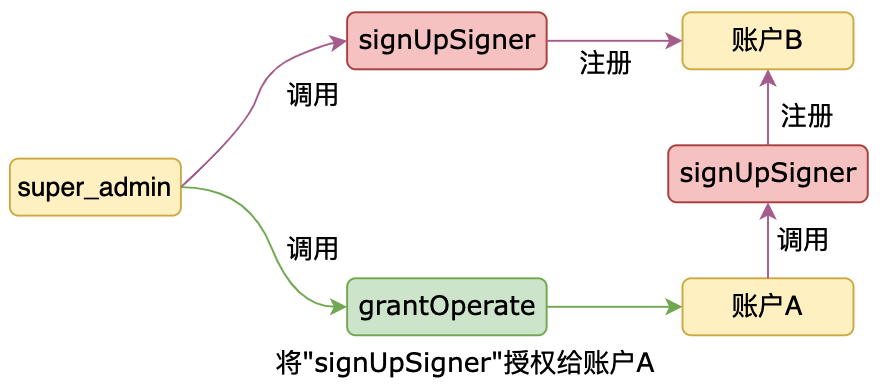 signUpSigner
账户B
注册
调用
注册
signUpSigner
super_admin
调用
调用
grantOperate
账户A
将"signUpSigner"授权给账户A